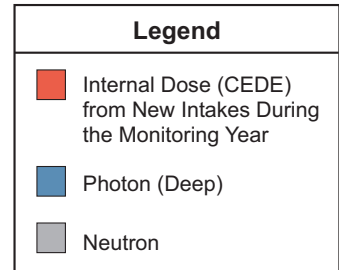 Legend
Internal Dose (CEDE)
from New Intakes During
the Monitoring Year
Photon (Deep)
Neutron